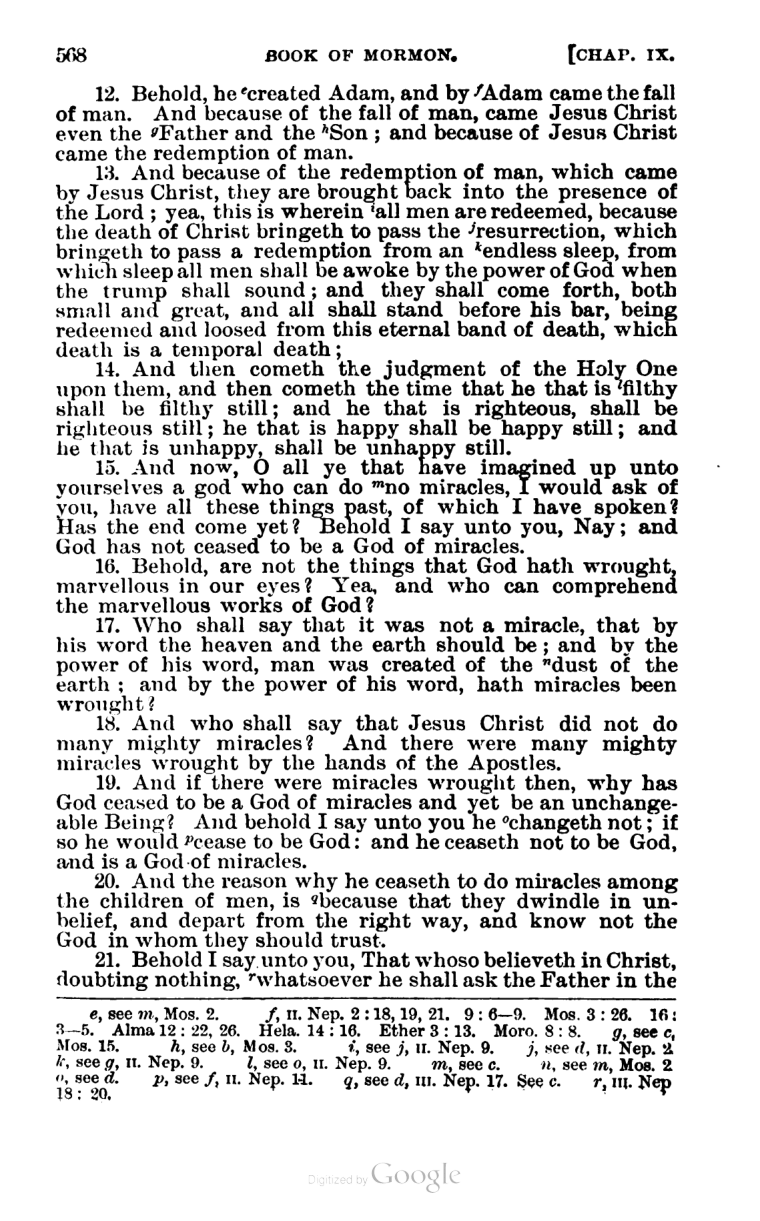 568 BOOK OF MORMON. [CHAP. IX.
12. Behold, he ᵉcreated Adam, and by ᶠAdam came the fall
of man. And because of the fall of man, came Jesus Christ
even the ᵍFather and the ʰSon ; and because of Jesus Christ
came the redemption of man.
13. And because of the redemption of man, which came
by Jesus Christ, they are brought back into the presence of
the Lord ; yea, this is wherein ⁱall men are redeemed, because
the death of Christ bringeth to pass the ʲresurrection, which
bringeth to pass a redemption from an ᵏendless sleep, from
which sleep all men shall be awoke by the power of God when
the trump shall sound ; and they shall come forth, both
small and great, and all shall stand before his bar, being
redeemed and loosed from this eternal band of death, which
death is a temporal death ;
14. And then cometh the judgment of the Holy One
upon them, and then cometh the time that he that is ˡfilthy
shall be filthy still ; and he that is righteous, shall be
righteous still ; he that is happy shall be happy still ; and
he that is unhappy, shall be unhappy still.
15. And now, O all ye that have imagined up unto
yourselves a god who can do ᵐno miracles, I would ask of
you, have all these things past, of which I have spoken?
Has the end come yet? Behold I say unto you, Nay ; and
God has not ceased to be a God of miracles.
16. Behold, are not the things that God hath wrought,
marvellous in our eyes? Yea, and who can comprehend
the marvellous works of God?
17. Who shall say that it was not a miracle, that by
his word the heaven and the earth should be ; and by the
power of his word, man was created of the ⁿdust of the
earth ; and by the power of his word, hath miracles been
wrought?
18. And who shall say that Jesus Christ did not do
many mighty miracles? And there were many mighty
miracles wrought by the hands of the Apostles.
19. And if there were miracles wrought then, why has
God ceased to be a God of miracles and yet be an unchange-
able Being? And behold I say unto you he ᵒchangeth not ; if
so he would ᵖcease to be God: and he ceaseth not to be God,
and is a God of miracles.
20. And the reason why he ceaseth to do miracles among
the children of men, is qbecause that they dwindle in un-
belief, and depart from the right way, and know not the
God in whom they should trust.
21. Behold I say unto you, That whoso believeth in Christ,
doubting nothing, ʳwhatsoever he shall ask the Father in the
e, see m, Mos. 2. f, II. Nep. 2 : 18, 19, 21. 9 : 6—9. Mos. 3 : 26. 16 :
3—5. Alma 12 : 22, 26. Hela. 14 : 16. Ether 3 : 13. Moro. 8 : 8. g, see c,
Mos. 15. h, see b, Mos. 3. i, see j, II. Nep. 9. j, see d, II. Nep. 2
k, see g, II. Nep. 9. l, see o, II. Nep. 9. m, see c. n, see m, Mos. 2
o, see d. p, see f, II. Nep. 11. q, see d, III. Nep. 17. See c. r, III. Nep
18 : 20.
Digitized by Google